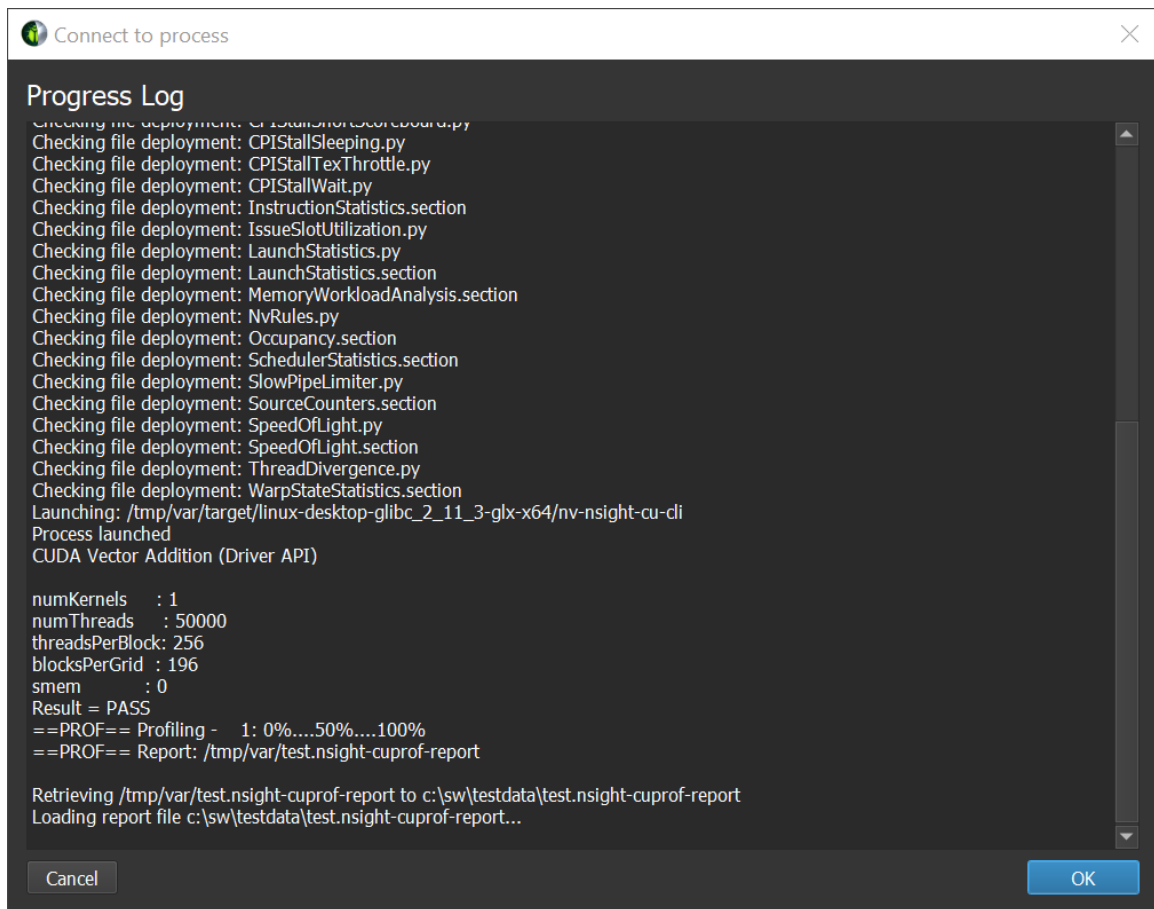 Connect to process
Progress Log
Checking file deployment: CPIStallShortScoreboard.py
Checking file deployment: CPIStallSleeping.py
Checking file deployment: CPIStallTexThrottle.py
Checking file deployment: CPIStallWait.py
Checking file deployment: InstructionStatistics.section
Checking file deployment: IssueSlotUtilization.py
Checking file deployment: LaunchStatistics.py
Checking file deployment: LaunchStatistics.section
Checking file deployment: MemoryWorkloadAnalysis.section
Checking file deployment: NvRules.py
Checking file deployment: Occupancy.section
Checking file deployment: SchedulerStatistics.section
Checking file deployment: SlowPipeLimiter.py
Checking file deployment: SourceCounters.section
Checking file deployment: SpeedOfLight.py
Checking file deployment: SpeedOfLight.section
Checking file deployment: ThreadDivergence.py
Checking file deployment: WarpStateStatistics.section
Launching: /tmp/var/target/linux-desktop-glibc_2_11_3-glx-x64/nv-nsight-cu-cli
Process launched
CUDA Vector Addition (Driver API)
numKernels : 1
numThreads : 50000
threadsPerBlock: 256
blocksPerGrid : 196
smem : 0
Result = PASS
==PROF== Profiling - 1: 0%....50%....100%
==PROF== Report: /tmp/var/test.nsight-cuprof-report
Retrieving /tmp/var/test.nsight-cuprof-report to c:\sw\testdata\test.nsight-cuprof-report
Loading report file c:\sw\testdata\test.nsight-cuprof-report...
Cancel
OK